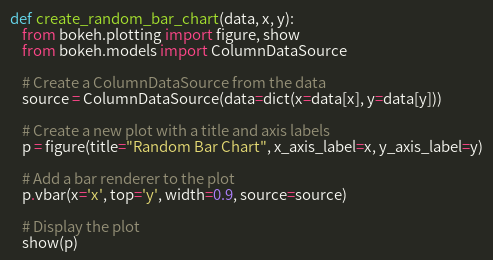 def create_random_bar_chart(data, x, y):
    from bokeh.plotting import figure, show
    from bokeh.models import ColumnDataSource

    # Create a ColumnDataSource from the data
    source = ColumnDataSource(data=dict(x=data[x], y=data[y]))

    # Create a new plot with a title and axis labels
    p = figure(title="Random Bar Chart", x_axis_label=x, y_axis_label=y)

    # Add a bar renderer to the plot
    p.vbar(x='x', top='y', width=0.9, source=source)

    # Display the plot
    show(p)